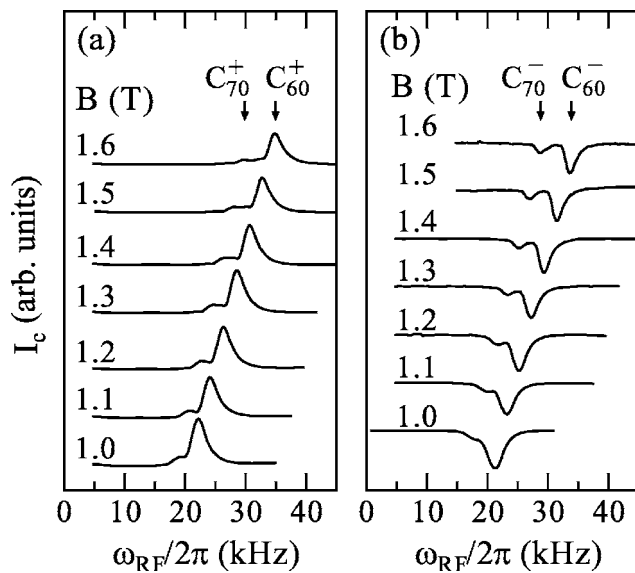 (a)
C70+ C60+
B (T)
1.6
1.5
1.4
1.3
1.2
1.1
1.0
0 10 20 30 40
ωRF/2π (kHz)
Ic (arb. units)
(b)
C70− C60−
B (T)
1.6
1.5
1.4
1.3
1.2
1.1
1.0
0 10 20 30 40
ωRF/2π (kHz)